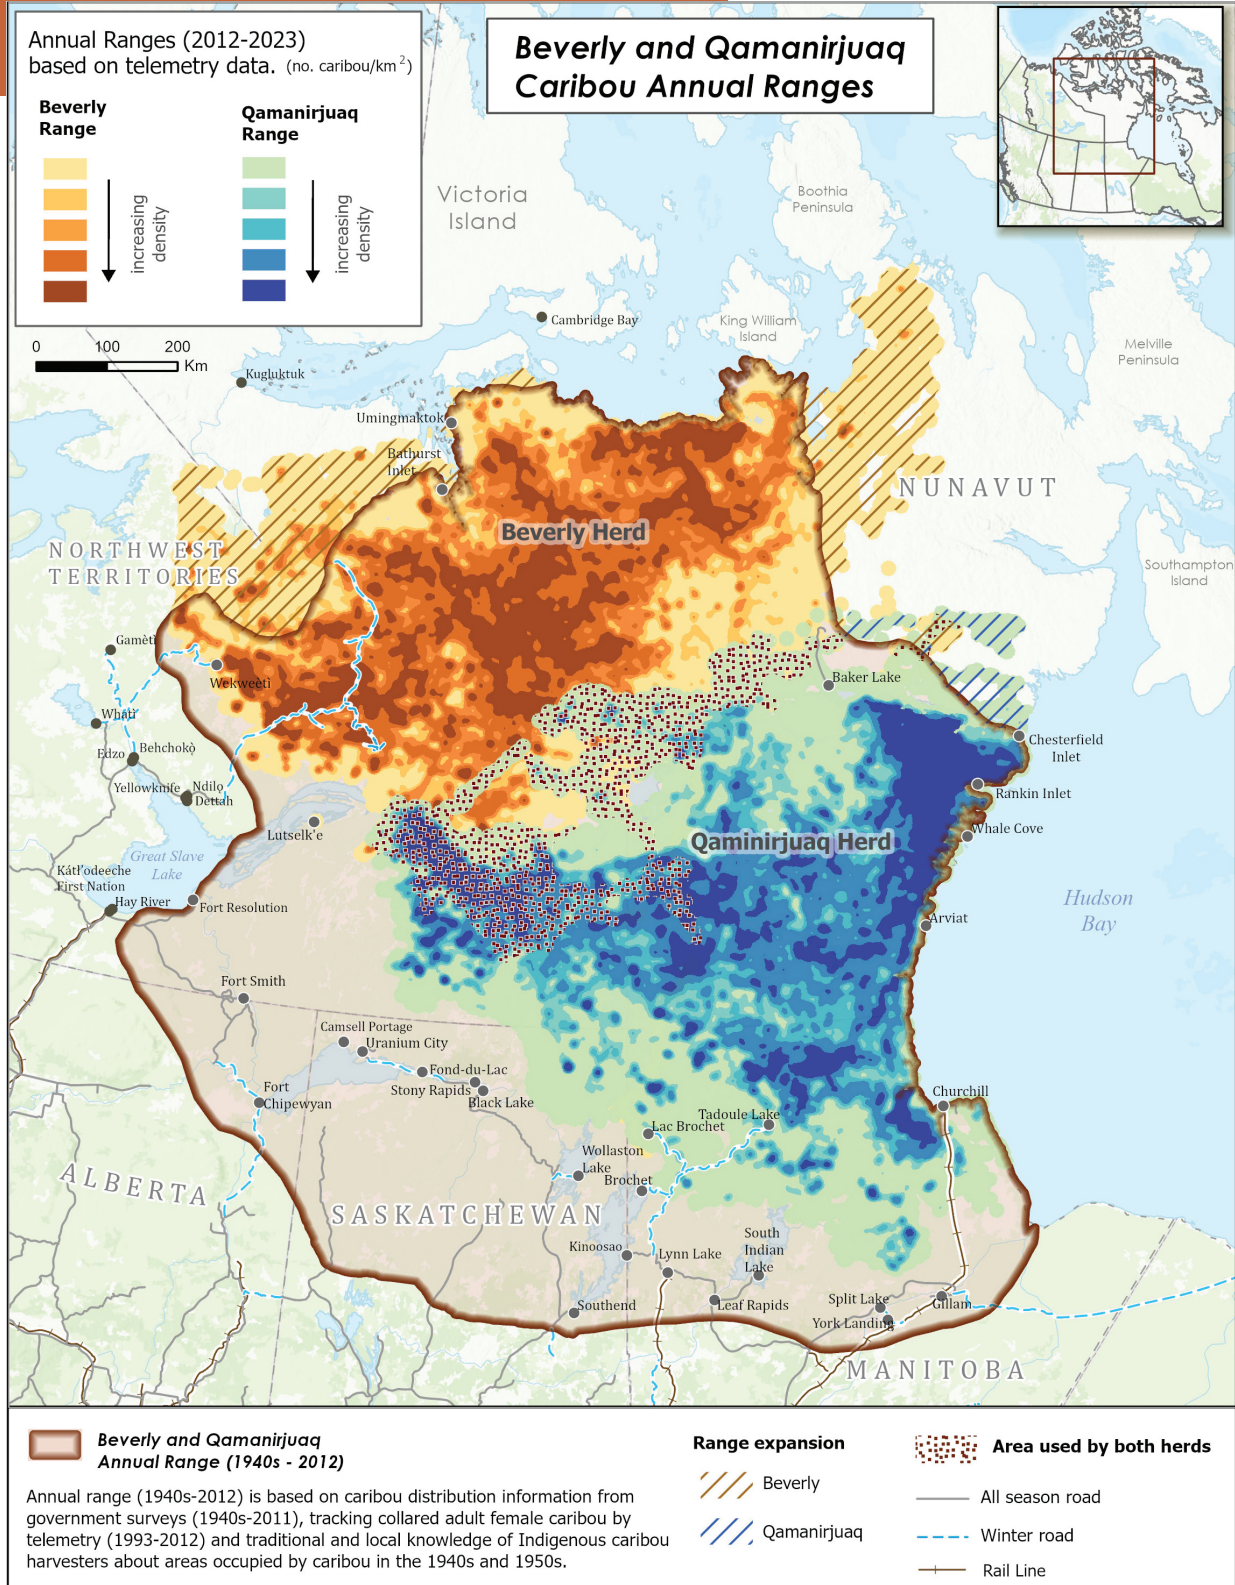 Annual Ranges (2012-2023)
based on telemetry data. (no. caribou/km²)
Beverly
Range
Qamanirjuaq
Range
increasing
density
increasing
density
Beverly and Qamanirjuaq
Caribou Annual Ranges
0 100 200
Km
Victoria
Island
Boothia
Peninsula
Cambridge Bay
King William
Island
Melville
Peninsula
Kugluktuk
Umingmaktok
Bathurst
Inlet
NUNAVUT
Beverly Herd
NORTHWEST
TERRITORIES
Southampton
Island
Gamètì
Wekweètì
Baker Lake
Whatì
Chesterfield
Inlet
Edzo
Behchokǫ̀
Yellowknife
Ndilǫ
Dettah
Rankin Inlet
Lutselk'e
Whale Cove
Qaminirjuaq Herd
Great Slave
Lake
Kátł'odeeche
First Nation
Hay River
Fort Resolution
Hudson
Bay
Arviat
Fort Smith
Camsell Portage
Uranium City
Fond-du-Lac
Stony Rapids
Black Lake
Fort
Chipewyan
Churchill
Tadoule Lake
Lac Brochet
Wollaston
Lake
Brochet
ALBERTA
SASKATCHEWAN
South
Indian
Lake
Kinoosao
Lynn Lake
Southend
Leaf Rapids
Split Lake
Gillam
York Landing
MANITOBA
Beverly and Qamanirjuaq
Annual Range (1940s - 2012)
Annual range (1940s-2012) is based on caribou distribution information from
government surveys (1940s-2011), tracking collared adult female caribou by
telemetry (1993-2012) and traditional and local knowledge of Indigenous caribou
harvesters about areas occupied by caribou in the 1940s and 1950s.
Range expansion
Beverly
Qamanirjuaq
Area used by both herds
All season road
Winter road
Rail Line